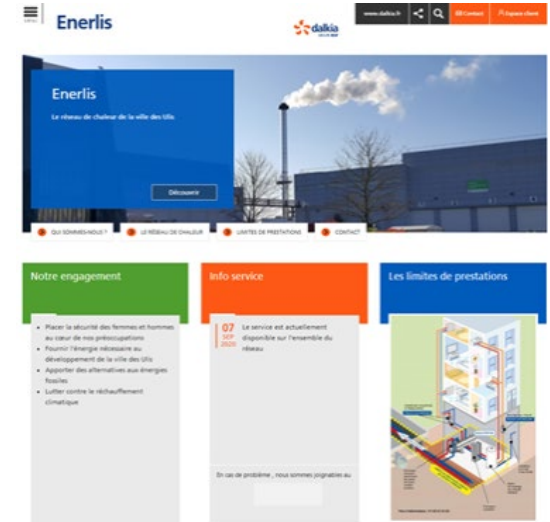 Enerlis
dalkia
GROUPE EDF
www.dalkia.fr
Contact
Espace client
Enerlis
Le réseau de chaleur de la ville des Ulis
Découvrir
QUI SOMMES-NOUS ?
LE RÉSEAU DE CHALEUR
LIMITES DE PRESTATIONS
CONTACT
Notre engagement
Placer la sécurité des femmes et hommes
au cœur de nos préoccupations
Fournir l'énergie nécessaire au
développement de la ville des Ulis
Apporter des alternatives aux énergies
fossiles
Lutter contre le réchauffement
climatique
Info service
07
SEP
2020
Le service est actuellement
disponible sur l'ensemble du
réseau
En cas de problème , nous sommes joignables au
Les limites de prestations